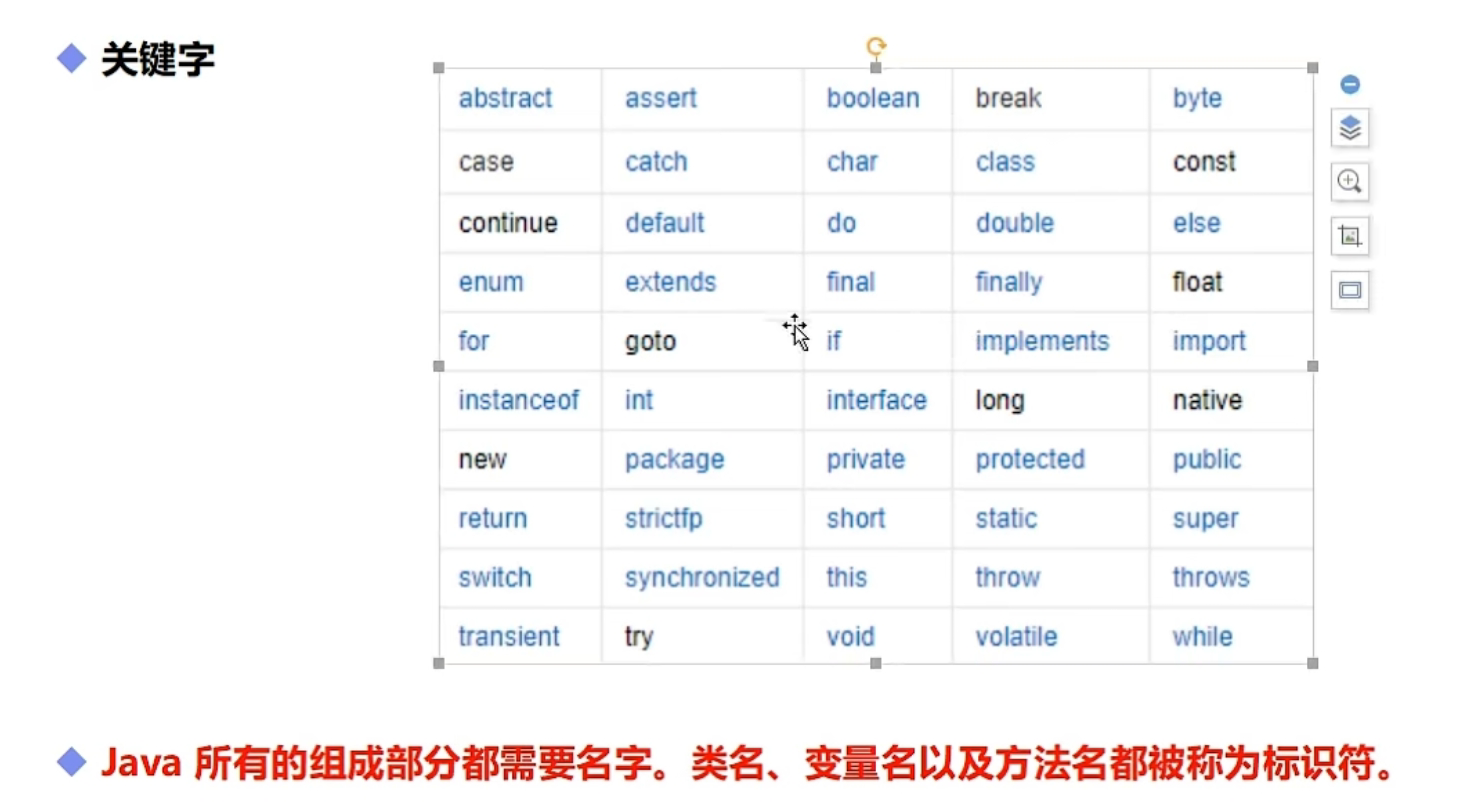 关键字
abstract assert boolean break byte
case catch char class const
continue default do double else
enum extends final finally float
for goto if implements import
instanceof int interface long native
new package private protected public
return strictfp short static super
switch synchronized this throw throws
transient try void volatile while
Java 所有的组成部分都需要名字。类名、变量名以及方法名都被称为标识符。